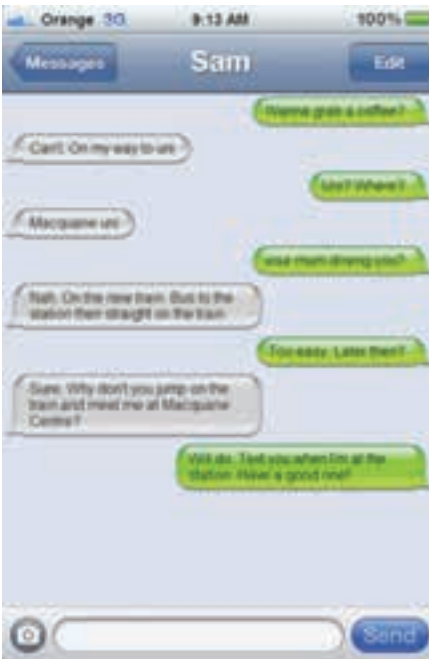 Orange 3G 9:13 AM 100%
Messages Sam Edit
Wanna grab a coffee?
Can't. On my way to uni
Uni? Where?
Macquarie uni
your mum driving you?
Nah. On the new train. Bus to the
station then straight on the train
Too easy. Later then?
Sure. Why don't you jump on the
train and meet me at Macquarie
Centre?
Will do. Text you when I'm at the
station. Have a good one!
Send